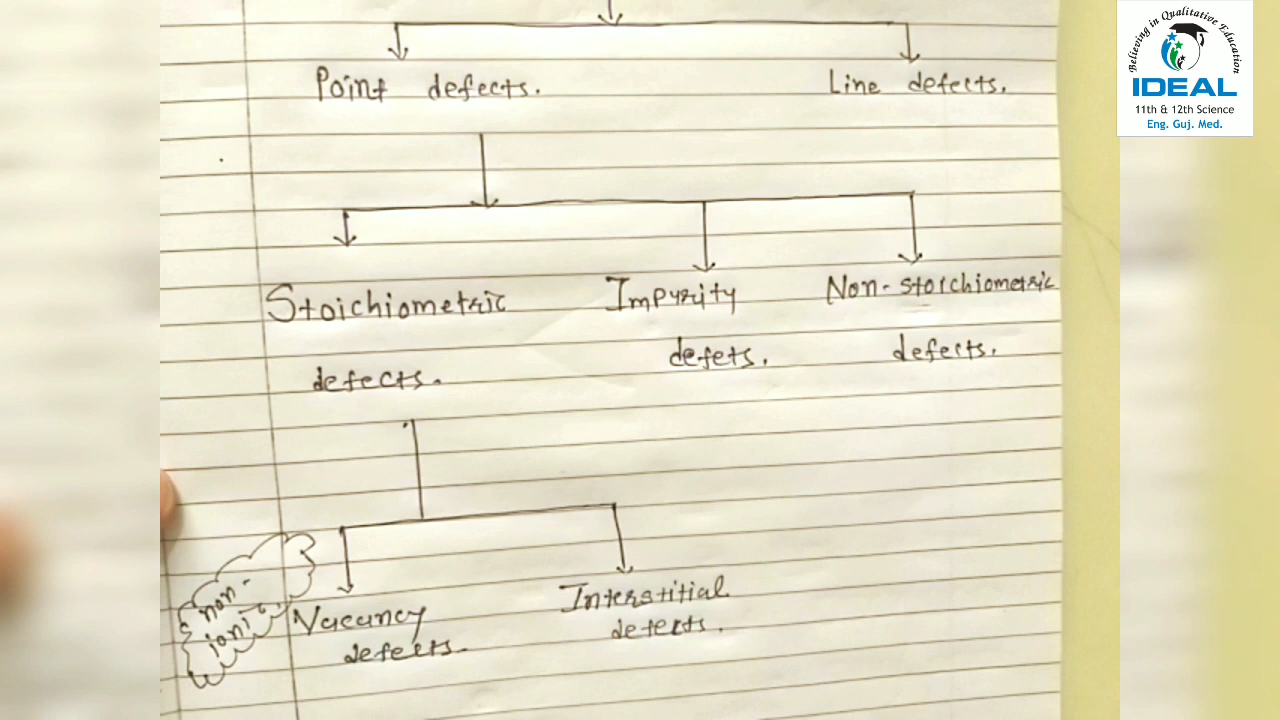 Believing in Qualitative Education
IDEAL
11th & 12th Science
Eng. Guj. Med.
Point defects.
Line defects.
Stoichiometric
defects.
Impurity
defets.
Non-stoichiometric
defects.
non-
ionic
Vacancy
defects.
Interstitial
defects.